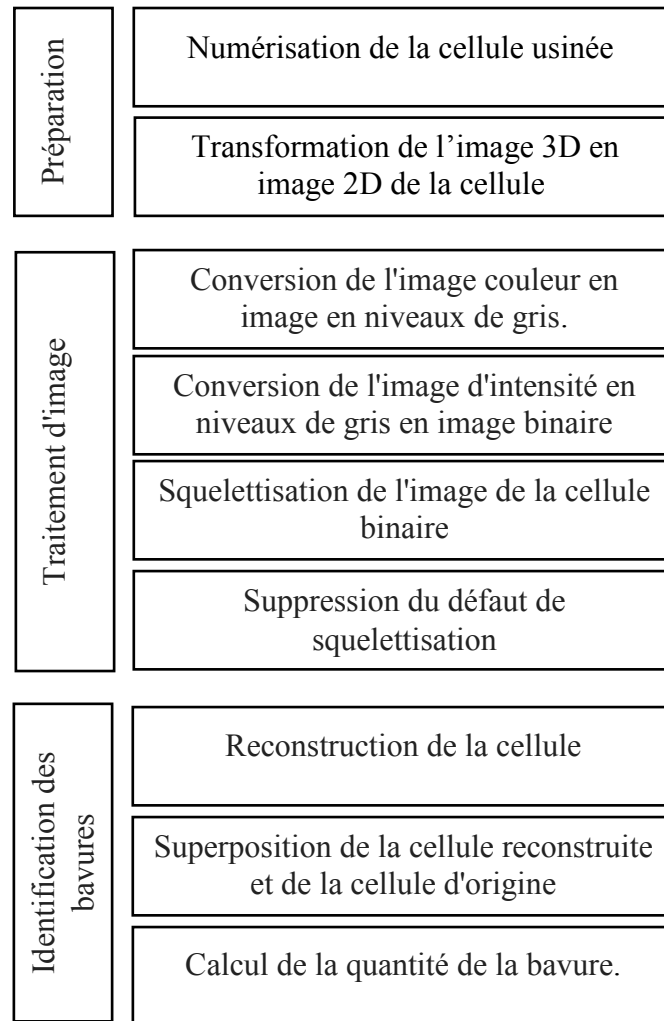 Préparation
Numérisation de la cellule usinée
Transformation de l’image 3D en
image 2D de la cellule
Traitement d'image
Conversion de l'image couleur en
image en niveaux de gris.
Conversion de l'image d'intensité en
niveaux de gris en image binaire
Squelettisation de l'image de la cellule
binaire
Suppression du défaut de
squelettisation
Identification des
bavures
Reconstruction de la cellule
Superposition de la cellule reconstruite
et de la cellule d'origine
Calcul de la quantité de la bavure.